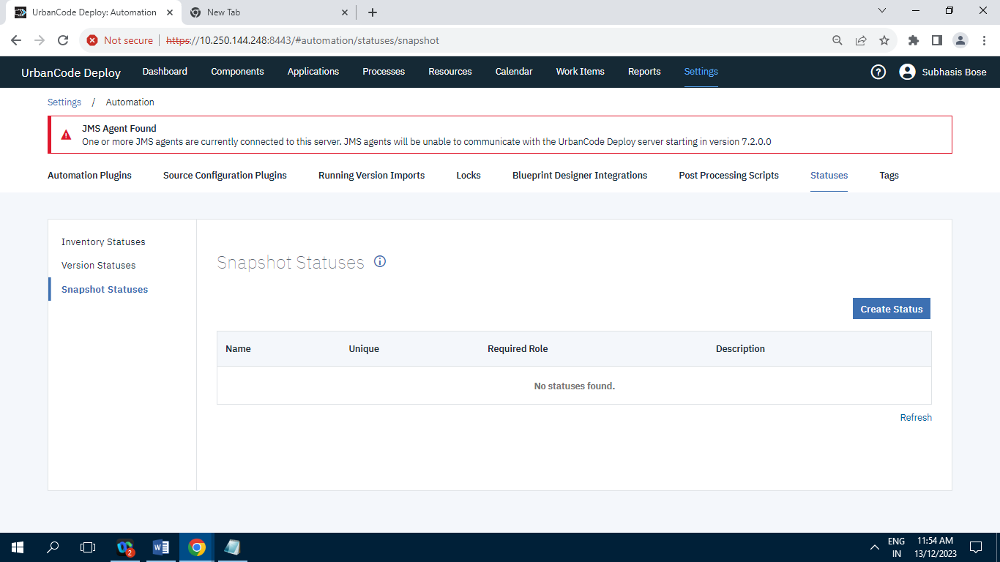 UrbanCode Deploy: Automation
New Tab
Not secure
https://10.250.144.248:8443/#automation/statuses/snapshot
UrbanCode Deploy Dashboard Components Applications Processes Resources Calendar Work Items Reports Settings ? Subhasis Bose
Settings / Automation
JMS Agent Found
One or more JMS agents are currently connected to this server. JMS agents will be unable to communicate with the UrbanCode Deploy server starting in version 7.2.0.0
Automation Plugins Source Configuration Plugins Running Version Imports Locks Blueprint Designer Integrations Post Processing Scripts Statuses Tags
Inventory Statuses
Version Statuses
Snapshot Statuses
Snapshot Statuses
Create Status
Name Unique Required Role Description
No statuses found.
Refresh
2
ENG
IN
11:54 AM
13/12/2023